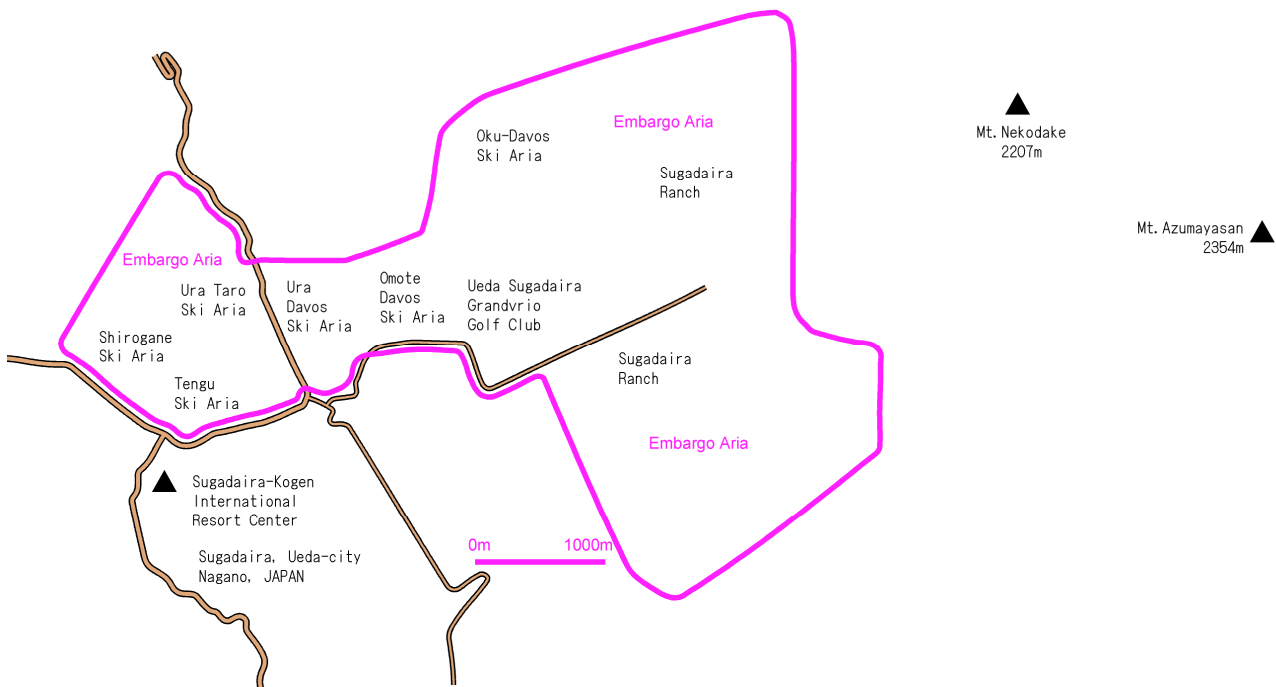 Embargo Aria
Oku-Davos
Ski Aria
Sugadaira
Ranch
Mt. Nekodake
2207m
Mt. Azumayasan
2354m
Embargo Aria
Ura Taro
Ski Aria
Ura
Davos
Ski Aria
Omote
Davos
Ski Aria
Ueda Sugadaira
Grandvrio
Golf Club
Shirogane
Ski Aria
Tengu
Ski Aria
Sugadaira
Ranch
Embargo Aria
Sugadaira-Kogen
International
Resort Center
Sugadaira, Ueda-city
Nagano, JAPAN
0m 1000m